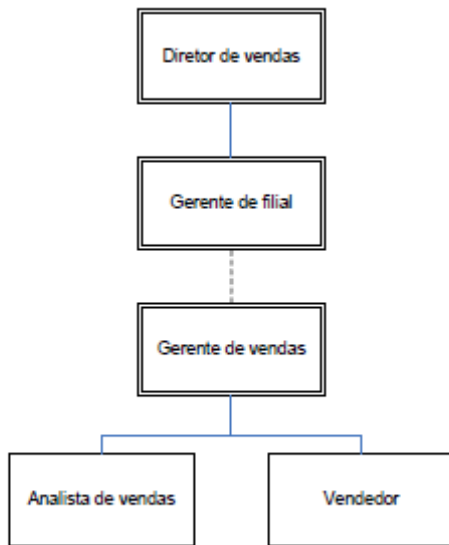 Diretor de vendas
Gerente de filial
Gerente de vendas
Analista de vendas
Vendedor